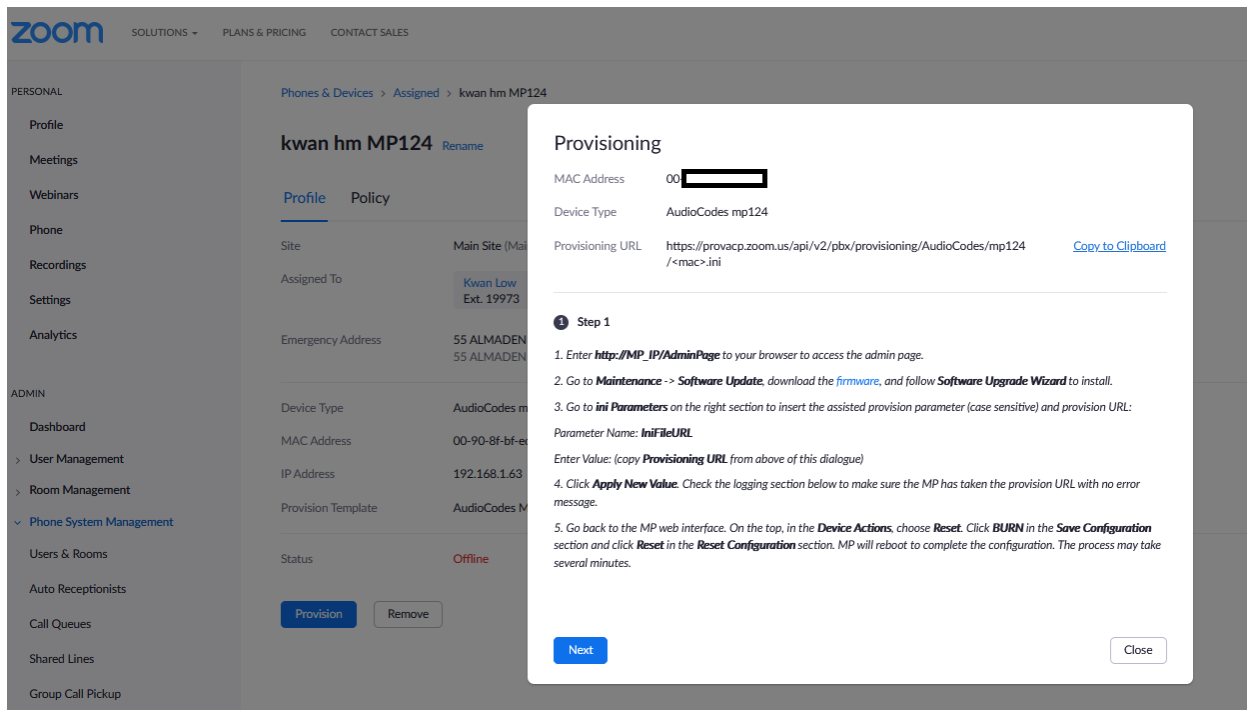 zoom SOLUTIONS PLANS & PRICING CONTACT SALES
PERSONAL
Profile
Meetings
Webinars
Phone
Recordings
Settings
Analytics
ADMIN
Dashboard
User Management
Room Management
Phone System Management
Users & Rooms
Auto Receptionists
Call Queues
Shared Lines
Group Call Pickup
Phones & Devices > Assigned > kwan hm MP124
kwan hm MP124 Rename
Profile Policy
Site Main Site (Mai
Assigned To Kwan Low
Ext. 19973
Emergency Address 55 ALMADEN
55 ALMADEN
Device Type AudioCodes m
MAC Address 00-90-8f-bf-ec
IP Address 192.168.1.63
Provision Template AudioCodes M
Status Offline
Provision Remove
Provisioning
MAC Address 00-
Device Type AudioCodes mp124
Provisioning URL https://provacp.zoom.us/api/v2/pbx/provisioning/AudioCodes/mp124 Copy to Clipboard
/<mac>.ini
1 Step 1
1. Enter http://MP_IP/AdminPage to your browser to access the admin page.
2. Go to Maintenance -> Software Update, download the firmware, and follow Software Upgrade Wizard to install.
3. Go to ini Parameters on the right section to insert the assisted provision parameter (case sensitive) and provision URL:
Parameter Name: IniFileURL
Enter Value: (copy Provisioning URL from above of this dialogue)
4. Click Apply New Value. Check the logging section below to make sure the MP has taken the provision URL with no error
message.
5. Go back to the MP web interface. On the top, in the Device Actions, choose Reset. Click BURN in the Save Configuration
section and click Reset in the Reset Configuration section. MP will reboot to complete the configuration. The process may take
several minutes.
Next Close